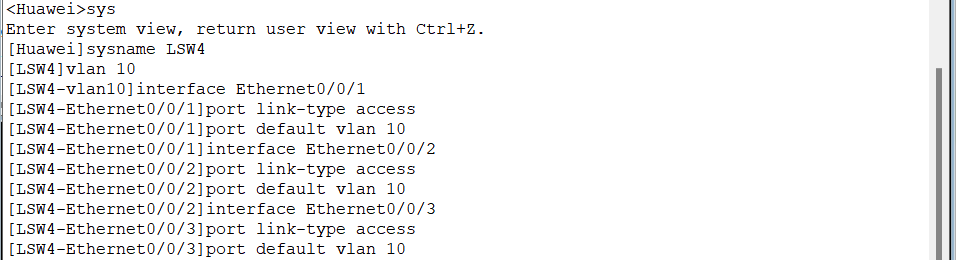 <Huawei>sys
Enter system view, return user view with Ctrl+Z.
[Huawei]sysname LSW4
[LSW4]vlan 10
[LSW4-vlan10]interface Ethernet0/0/1
[LSW4-Ethernet0/0/1]port link-type access
[LSW4-Ethernet0/0/1]port default vlan 10
[LSW4-Ethernet0/0/1]interface Ethernet0/0/2
[LSW4-Ethernet0/0/2]port link-type access
[LSW4-Ethernet0/0/2]port default vlan 10
[LSW4-Ethernet0/0/2]interface Ethernet0/0/3
[LSW4-Ethernet0/0/3]port link-type access
[LSW4-Ethernet0/0/3]port default vlan 10